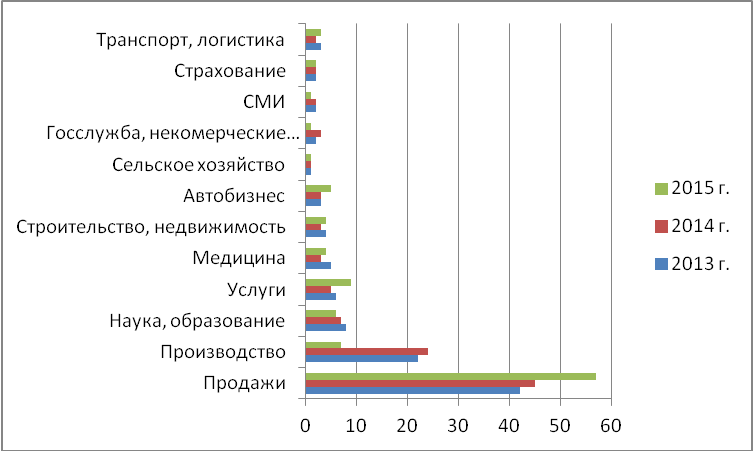 Транспорт, логистика
Страхование
СМИ
Госслужба, некомерческие...
Сельское хозяйство
Автобизнес
Строительство, недвижимость
Медицина
Услуги
Наука, образование
Производство
Продажи
0 10 20 30 40 50 60
2015 г.
2014 г.
2013 г.